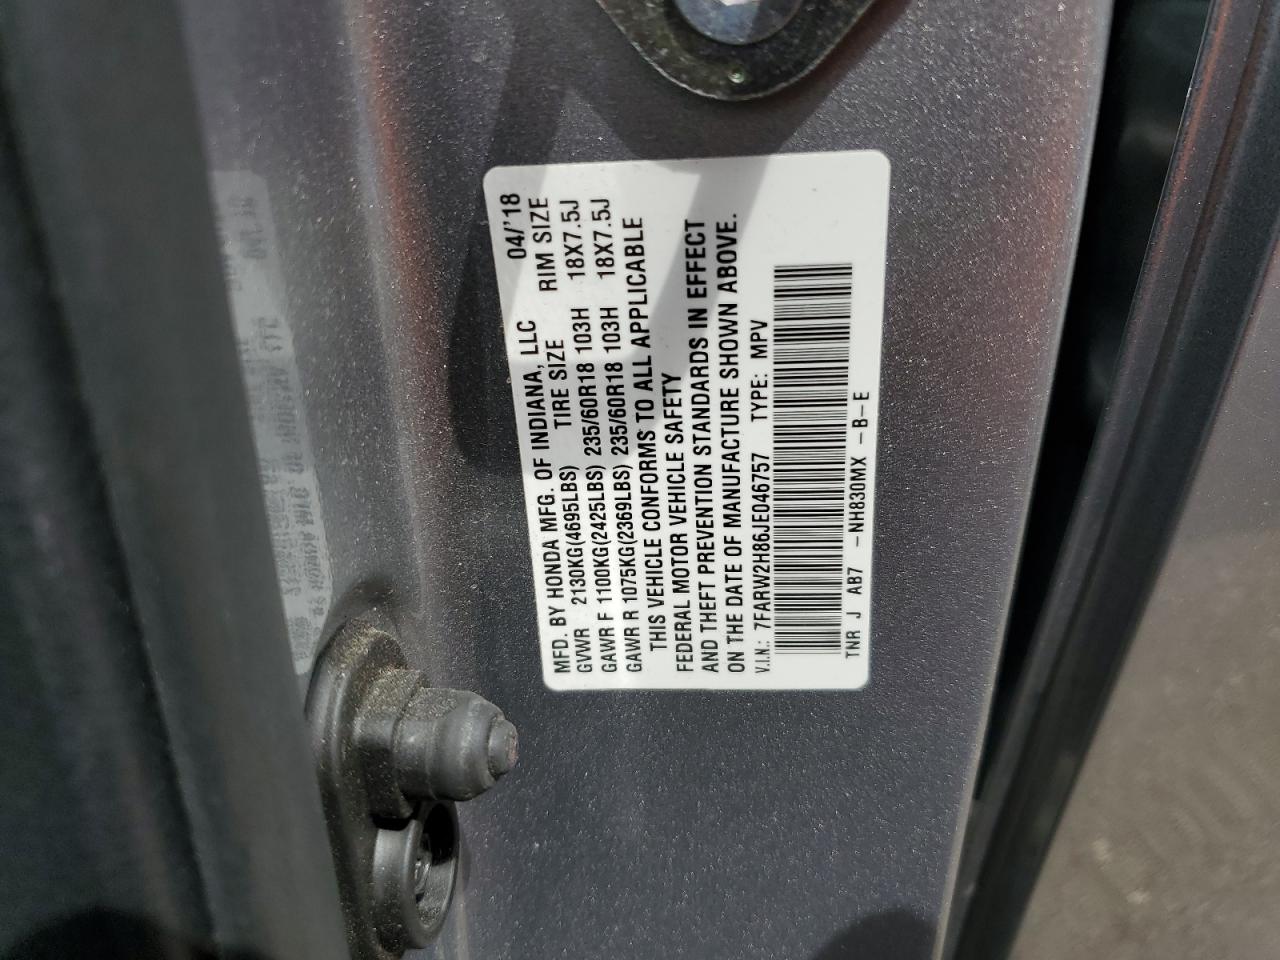 MFD. BY HONDA MFG. OF INDIANA, LLC 04/'18
GVWR 2130KG(4695LBS) TIRE SIZE RIM SIZE
GAWR F 1100KG(2425LBS) 235/60R18 103H 18X7.5J
GAWR R 1075KG(2369LBS) 235/60R18 103H 18X7.5J
THIS VEHICLE CONFORMS TO ALL APPLICABLE
FEDERAL MOTOR VEHICLE SAFETY
AND THEFT PREVENTION STANDARDS IN EFFECT
ON THE DATE OF MANUFACTURE SHOWN ABOVE.
V.I.N.: 7FARW2H86JE046757 TYPE: MPV
TNR J AB7 -NH830MX -B-E